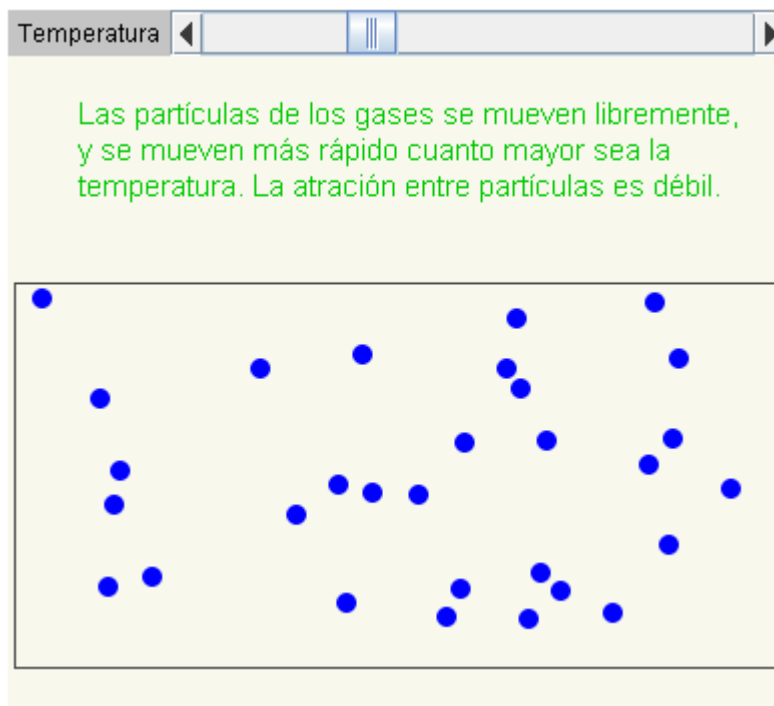 Temperatura
Las partículas de los gases se mueven libremente,
y se mueven más rápido cuanto mayor sea la
temperatura. La atración entre partículas es débil.